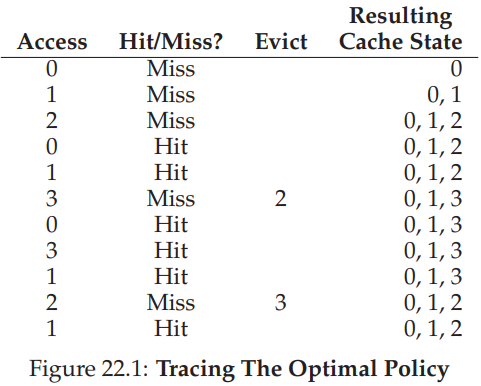 Resulting
Access Hit/Miss? Evict Cache State
0 Miss 0
1 Miss 0, 1
2 Miss 0, 1, 2
0 Hit 0, 1, 2
1 Hit 0, 1, 2
3 Miss 2 0, 1, 3
0 Hit 0, 1, 3
3 Hit 0, 1, 3
1 Hit 0, 1, 3
2 Miss 3 0, 1, 2
1 Hit 0, 1, 2
Figure 22.1: Tracing The Optimal Policy